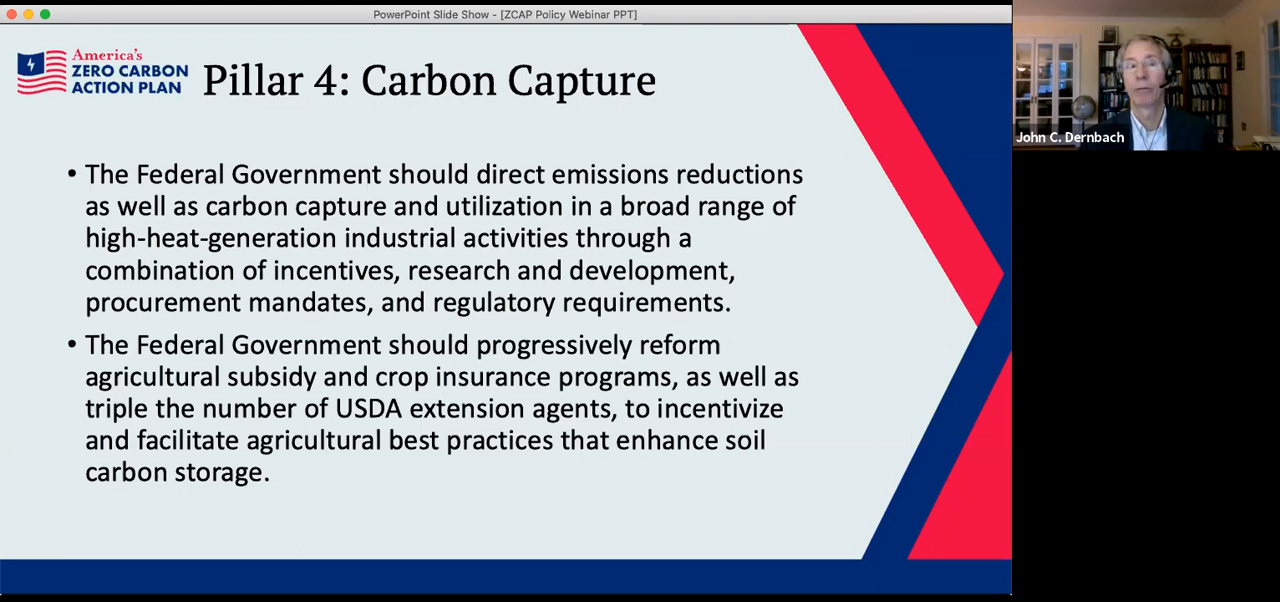 PowerPoint Slide Show - [ZCAP Policy Webinar PPT]
America's
ZERO CARBON
ACTION PLAN
Pillar 4: Carbon Capture
• The Federal Government should direct emissions reductions
as well as carbon capture and utilization in a broad range of
high-heat-generation industrial activities through a
combination of incentives, research and development,
procurement mandates, and regulatory requirements.
• The Federal Government should progressively reform
agricultural subsidy and crop insurance programs, as well as
triple the number of USDA extension agents, to incentivize
and facilitate agricultural best practices that enhance soil
carbon storage.
John C. Dernbach